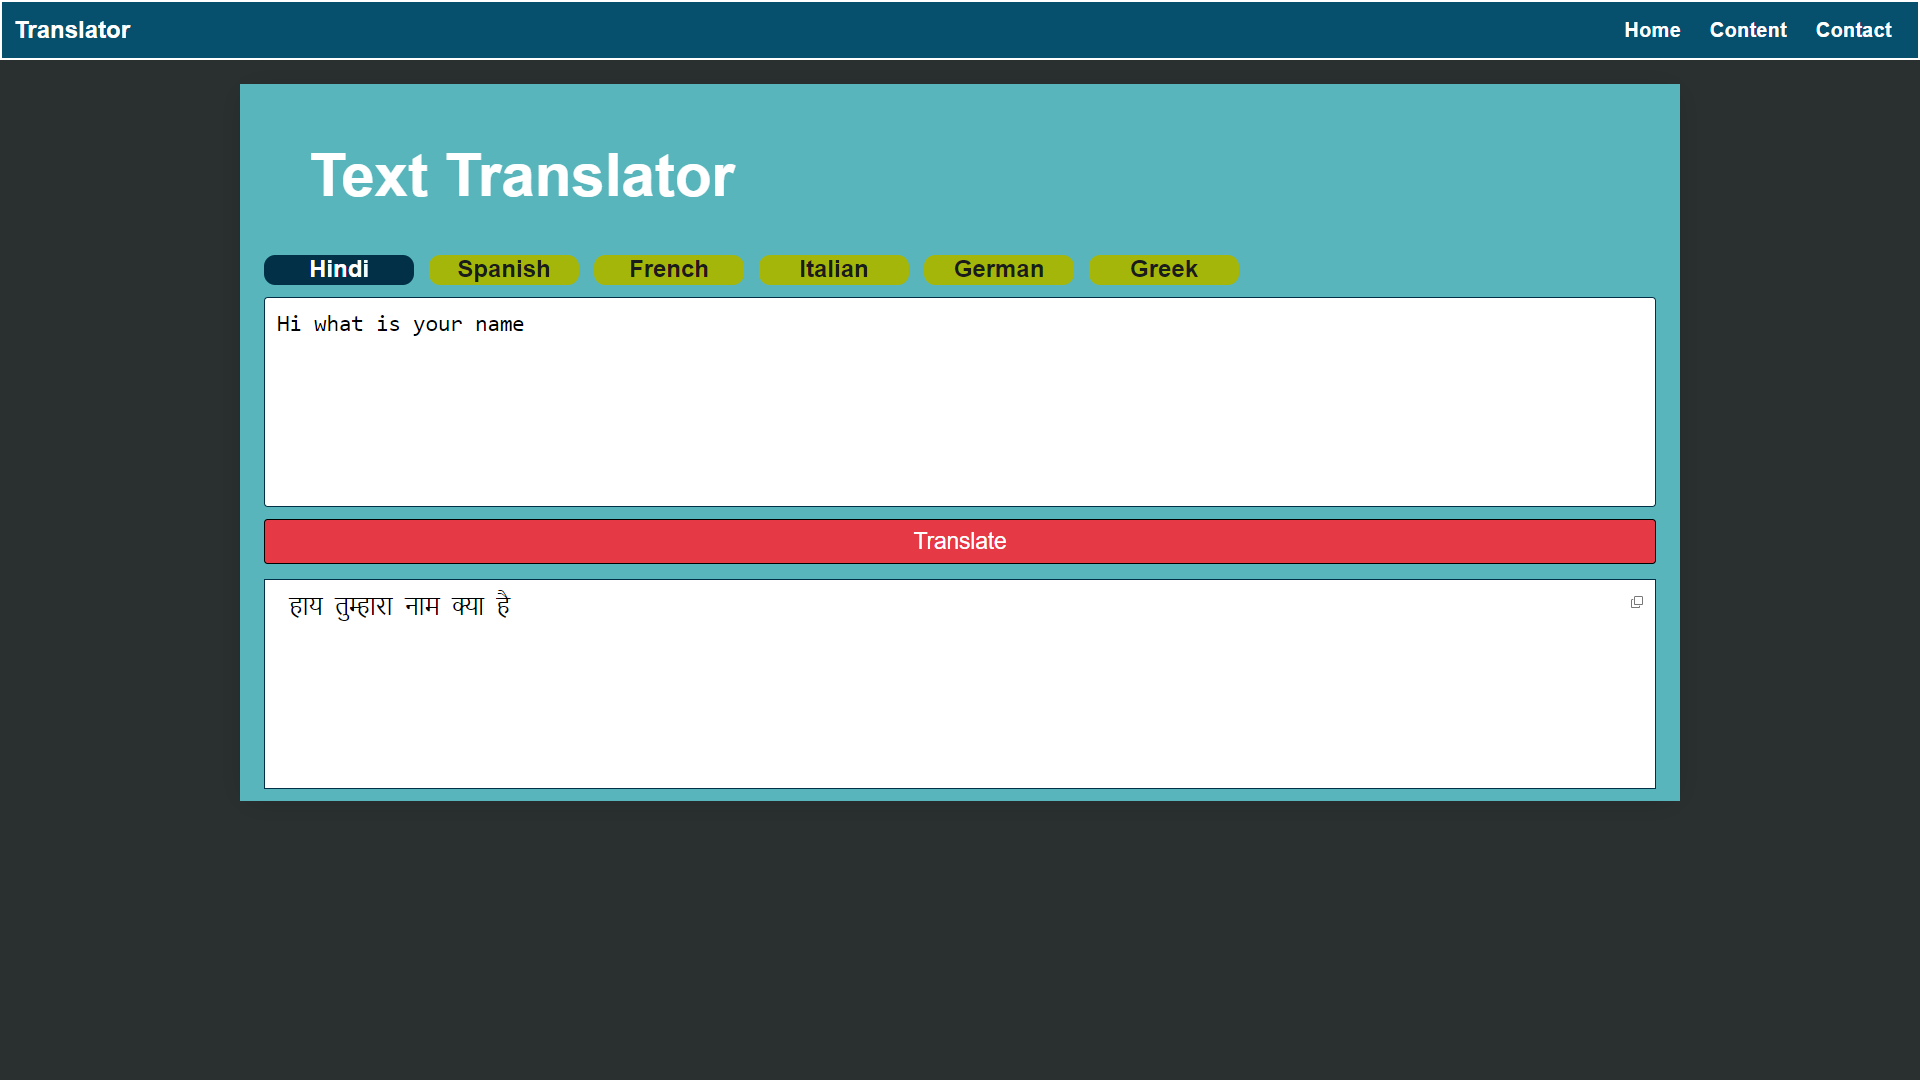 Translator Home Content Contact
Text Translator
Hindi Spanish French Italian German Greek
Hi what is your name
Translate
हाय तुम्हारा नाम क्या है